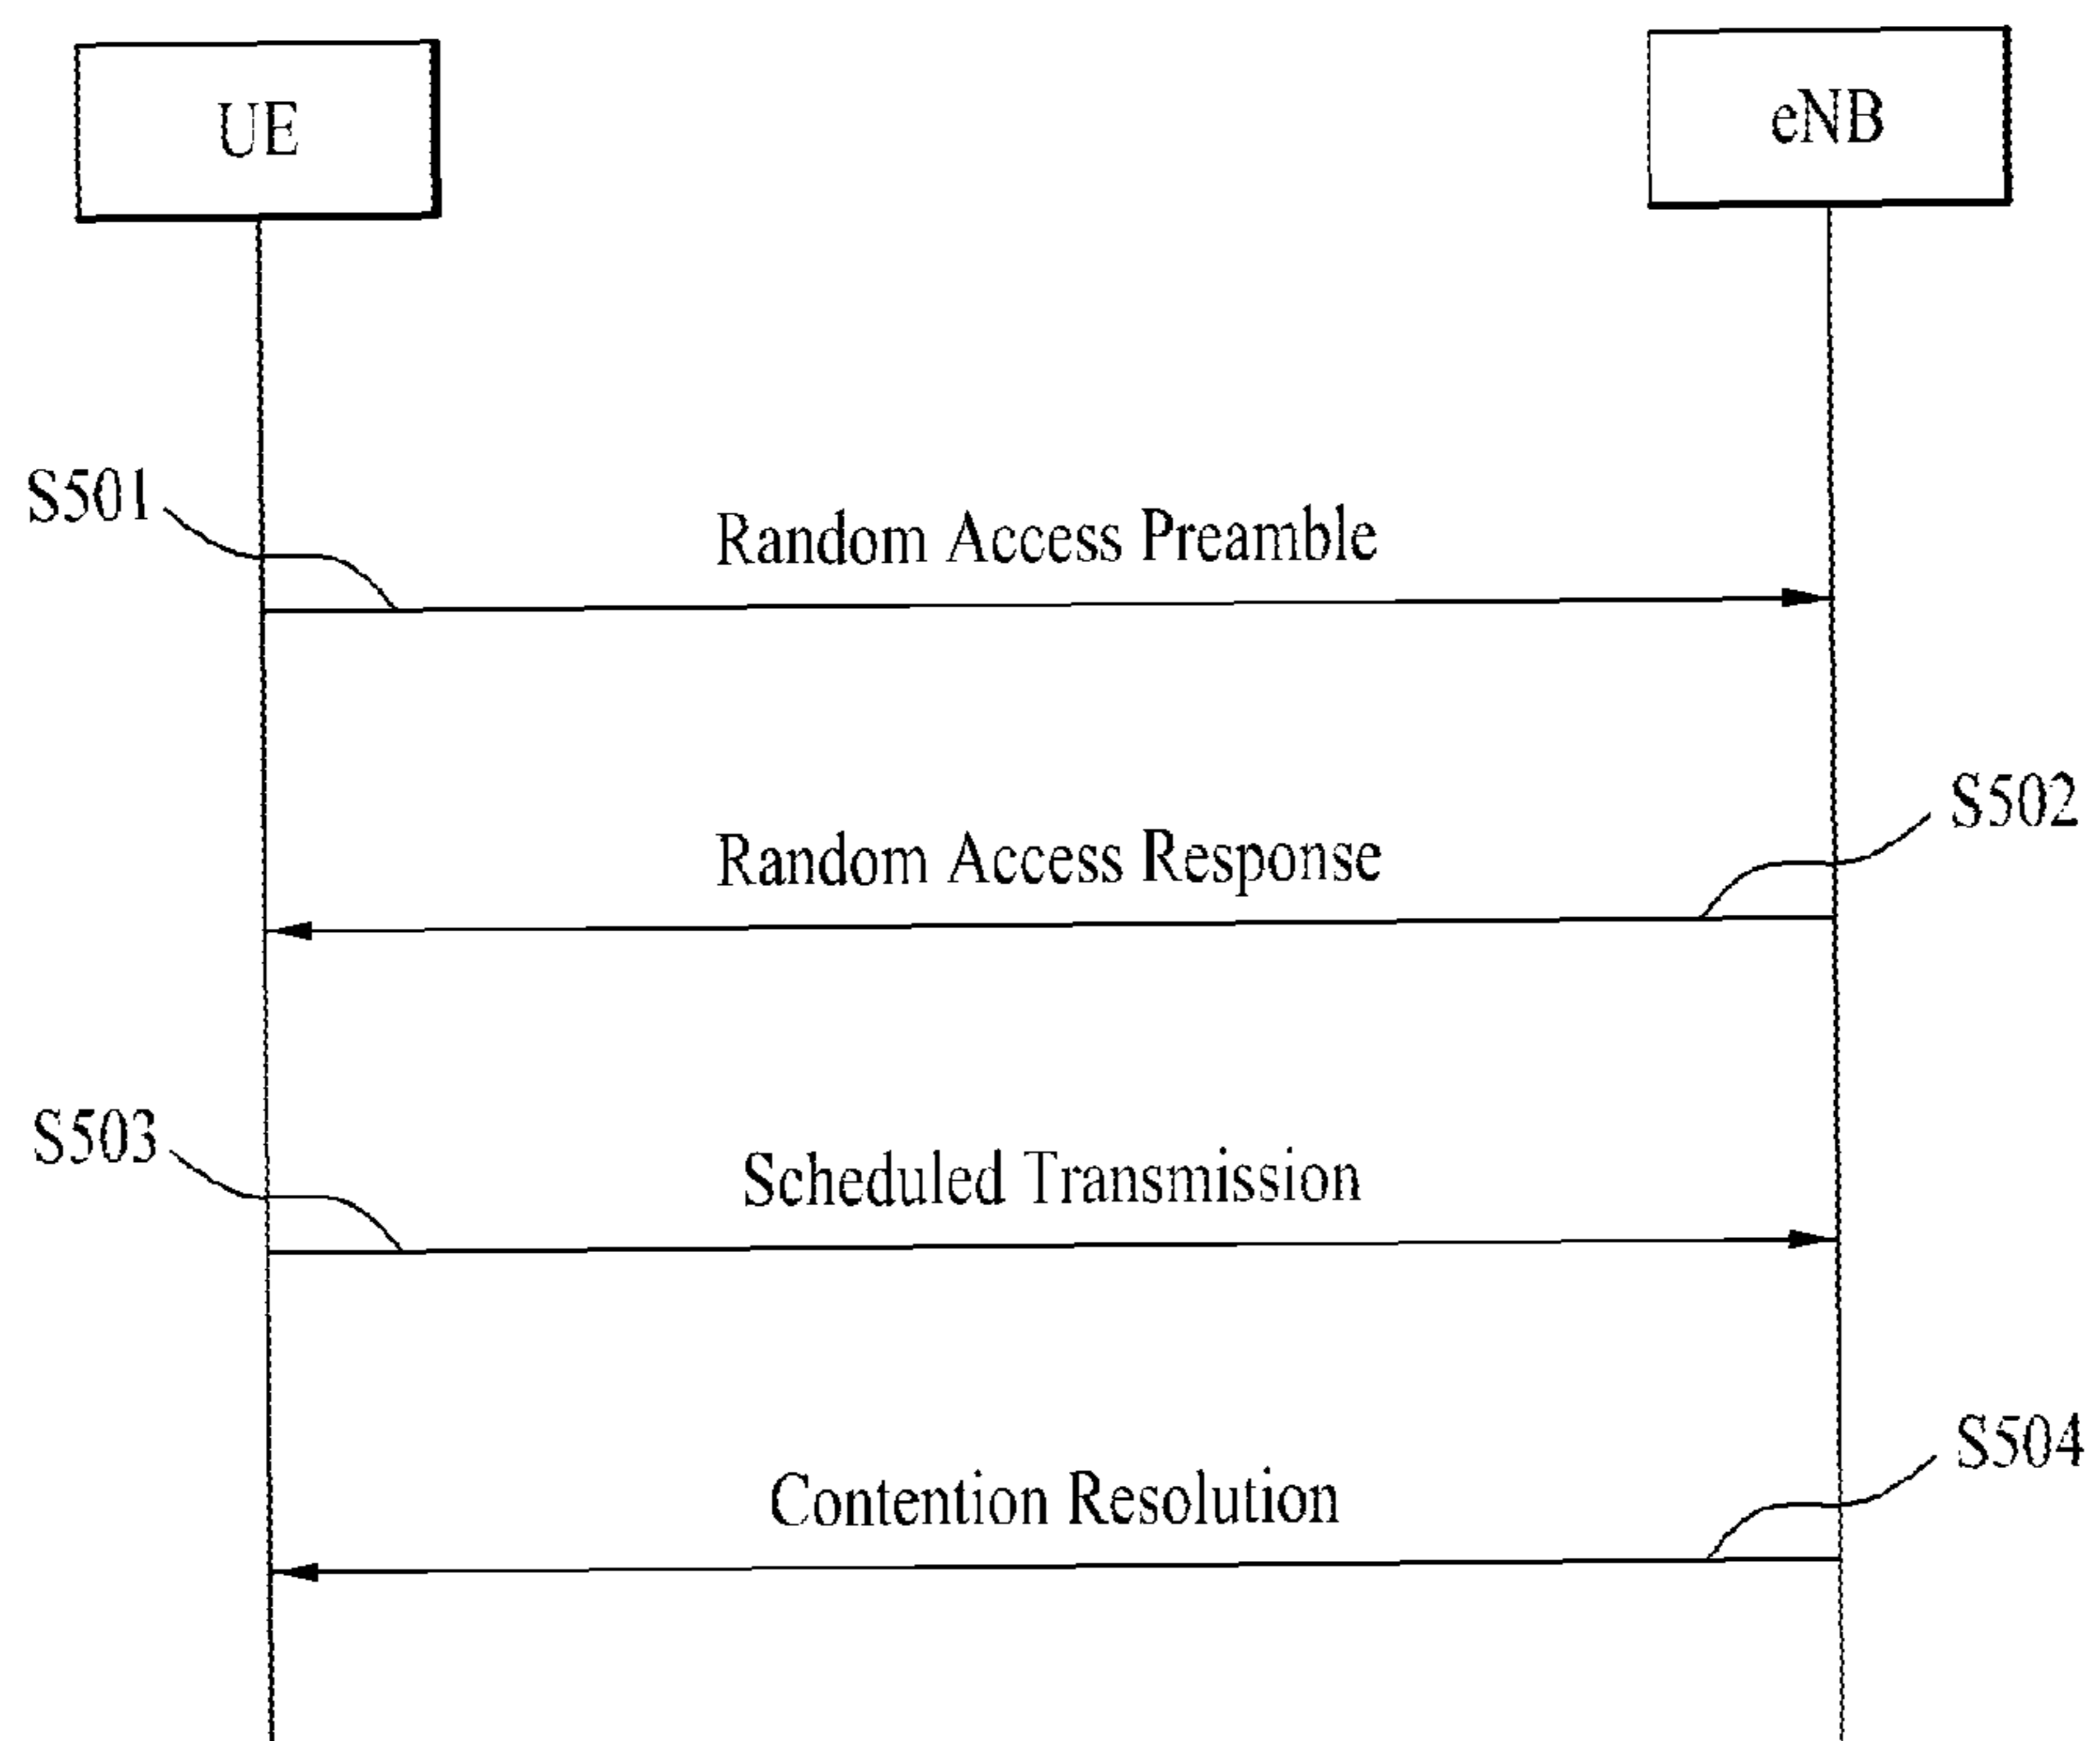 UE
eNB
S501
Random Access Preamble
S502
Random Access Response
S503
Scheduled Transmission
S504
Contention Resolution